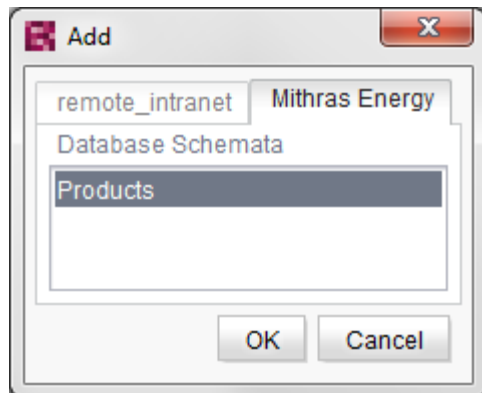 Add
remote_intranet Mithras Energy
Database Schemata
Products
OK Cancel